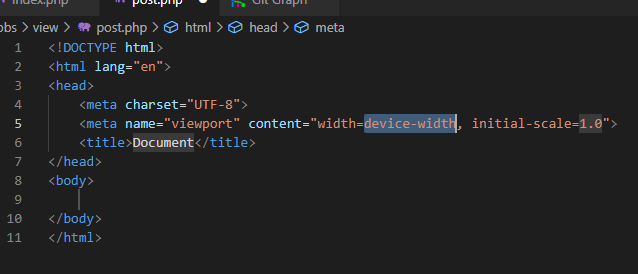 index.php post.php Git Graph
obs > view > post.php > html > head > meta
1 <!DOCTYPE html>
2 <html lang="en">
3 <head>
4     <meta charset="UTF-8">
5     <meta name="viewport" content="width=device-width, initial-scale=1.0">
6     <title>Document</title>
7 </head>
8 <body>
9
10 </body>
11 </html>